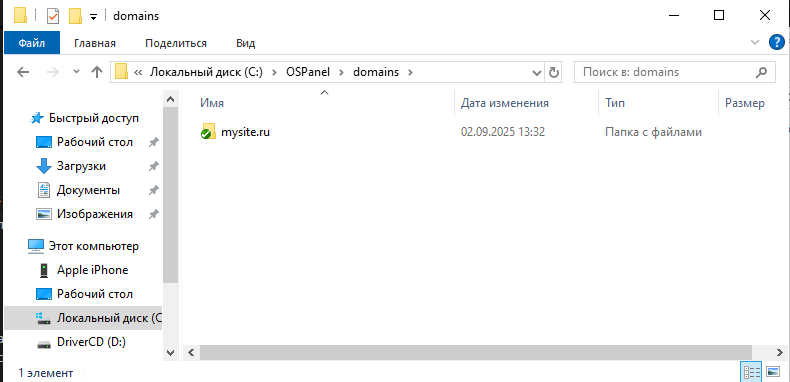 domains
Файл Главная Поделиться Вид
« Локальный диск (C:) OSPanel domains Поиск в: domains
Имя Дата изменения Тип Размер
mysite.ru 02.09.2025 13:32 Папка с файлами
Быстрый доступ
Рабочий стол
Загрузки
Документы
Изображения
Этот компьютер
Apple iPhone
Рабочий стол
Локальный диск (C
DriverCD (D:)
1 элемент